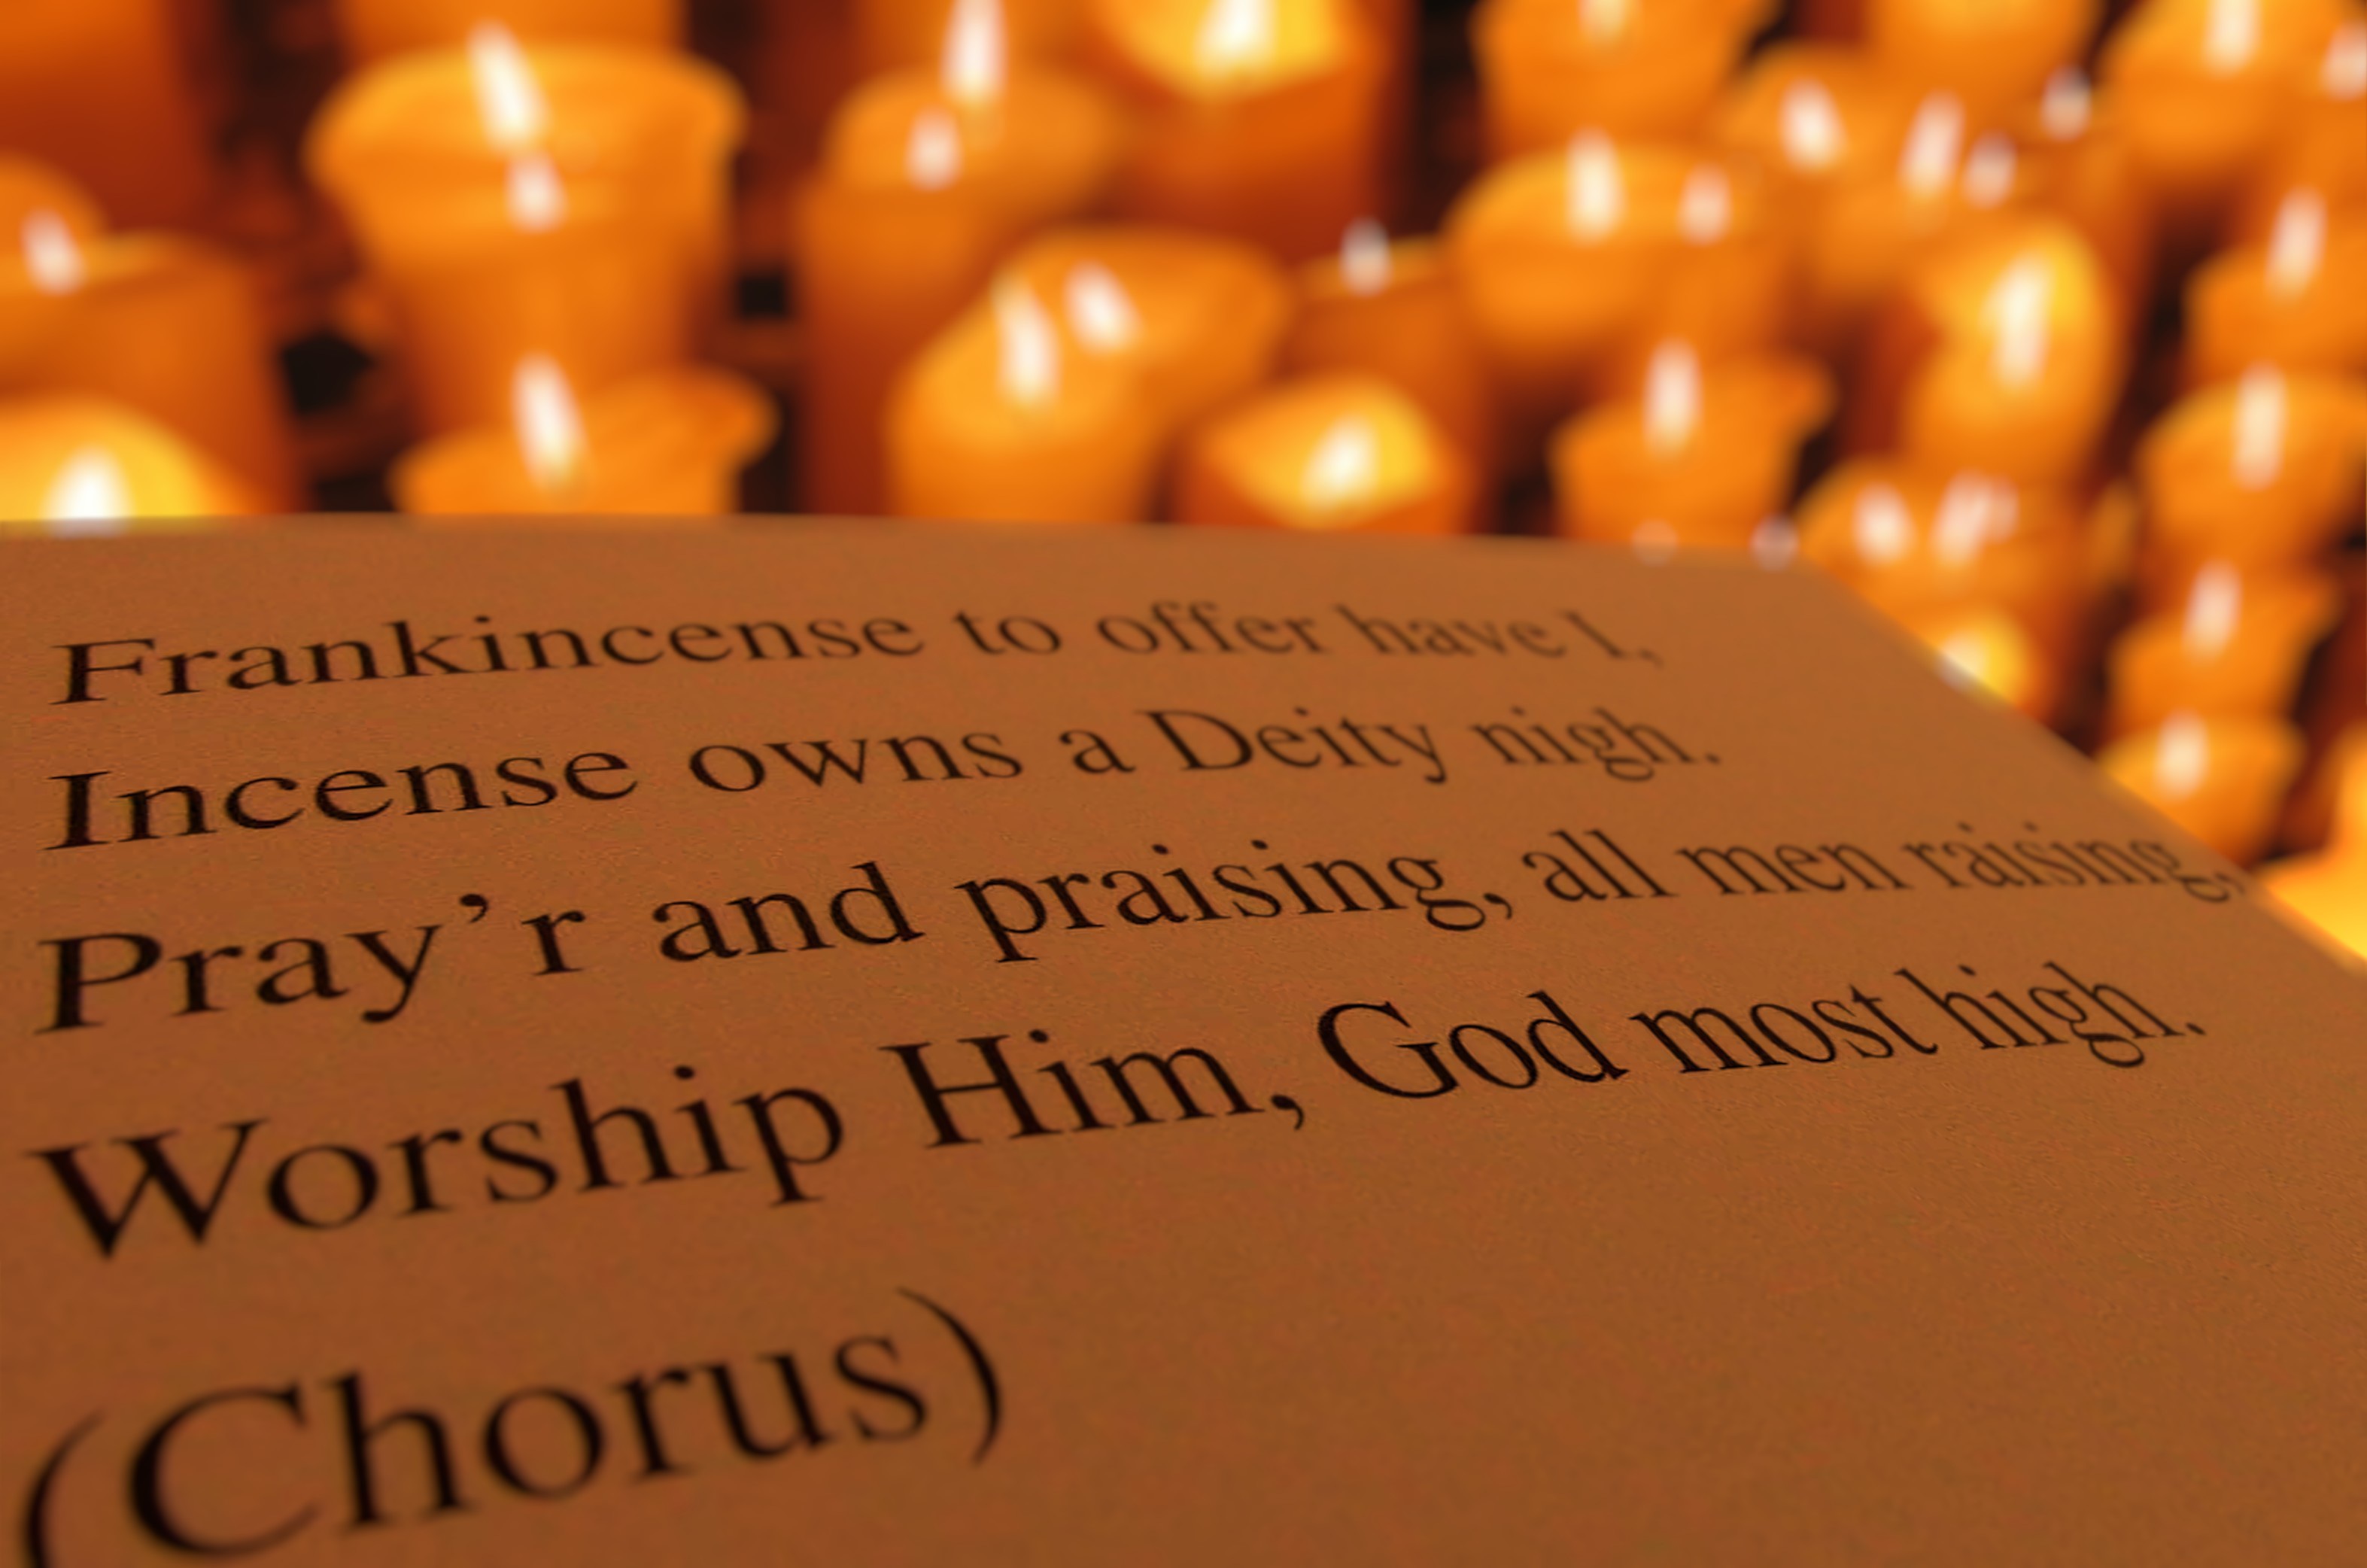 Frankincense to offer have I,
Incense owns a Deity nigh.
Pray’r and praising, all men raising,
Worship Him, God most high.
(Chorus)